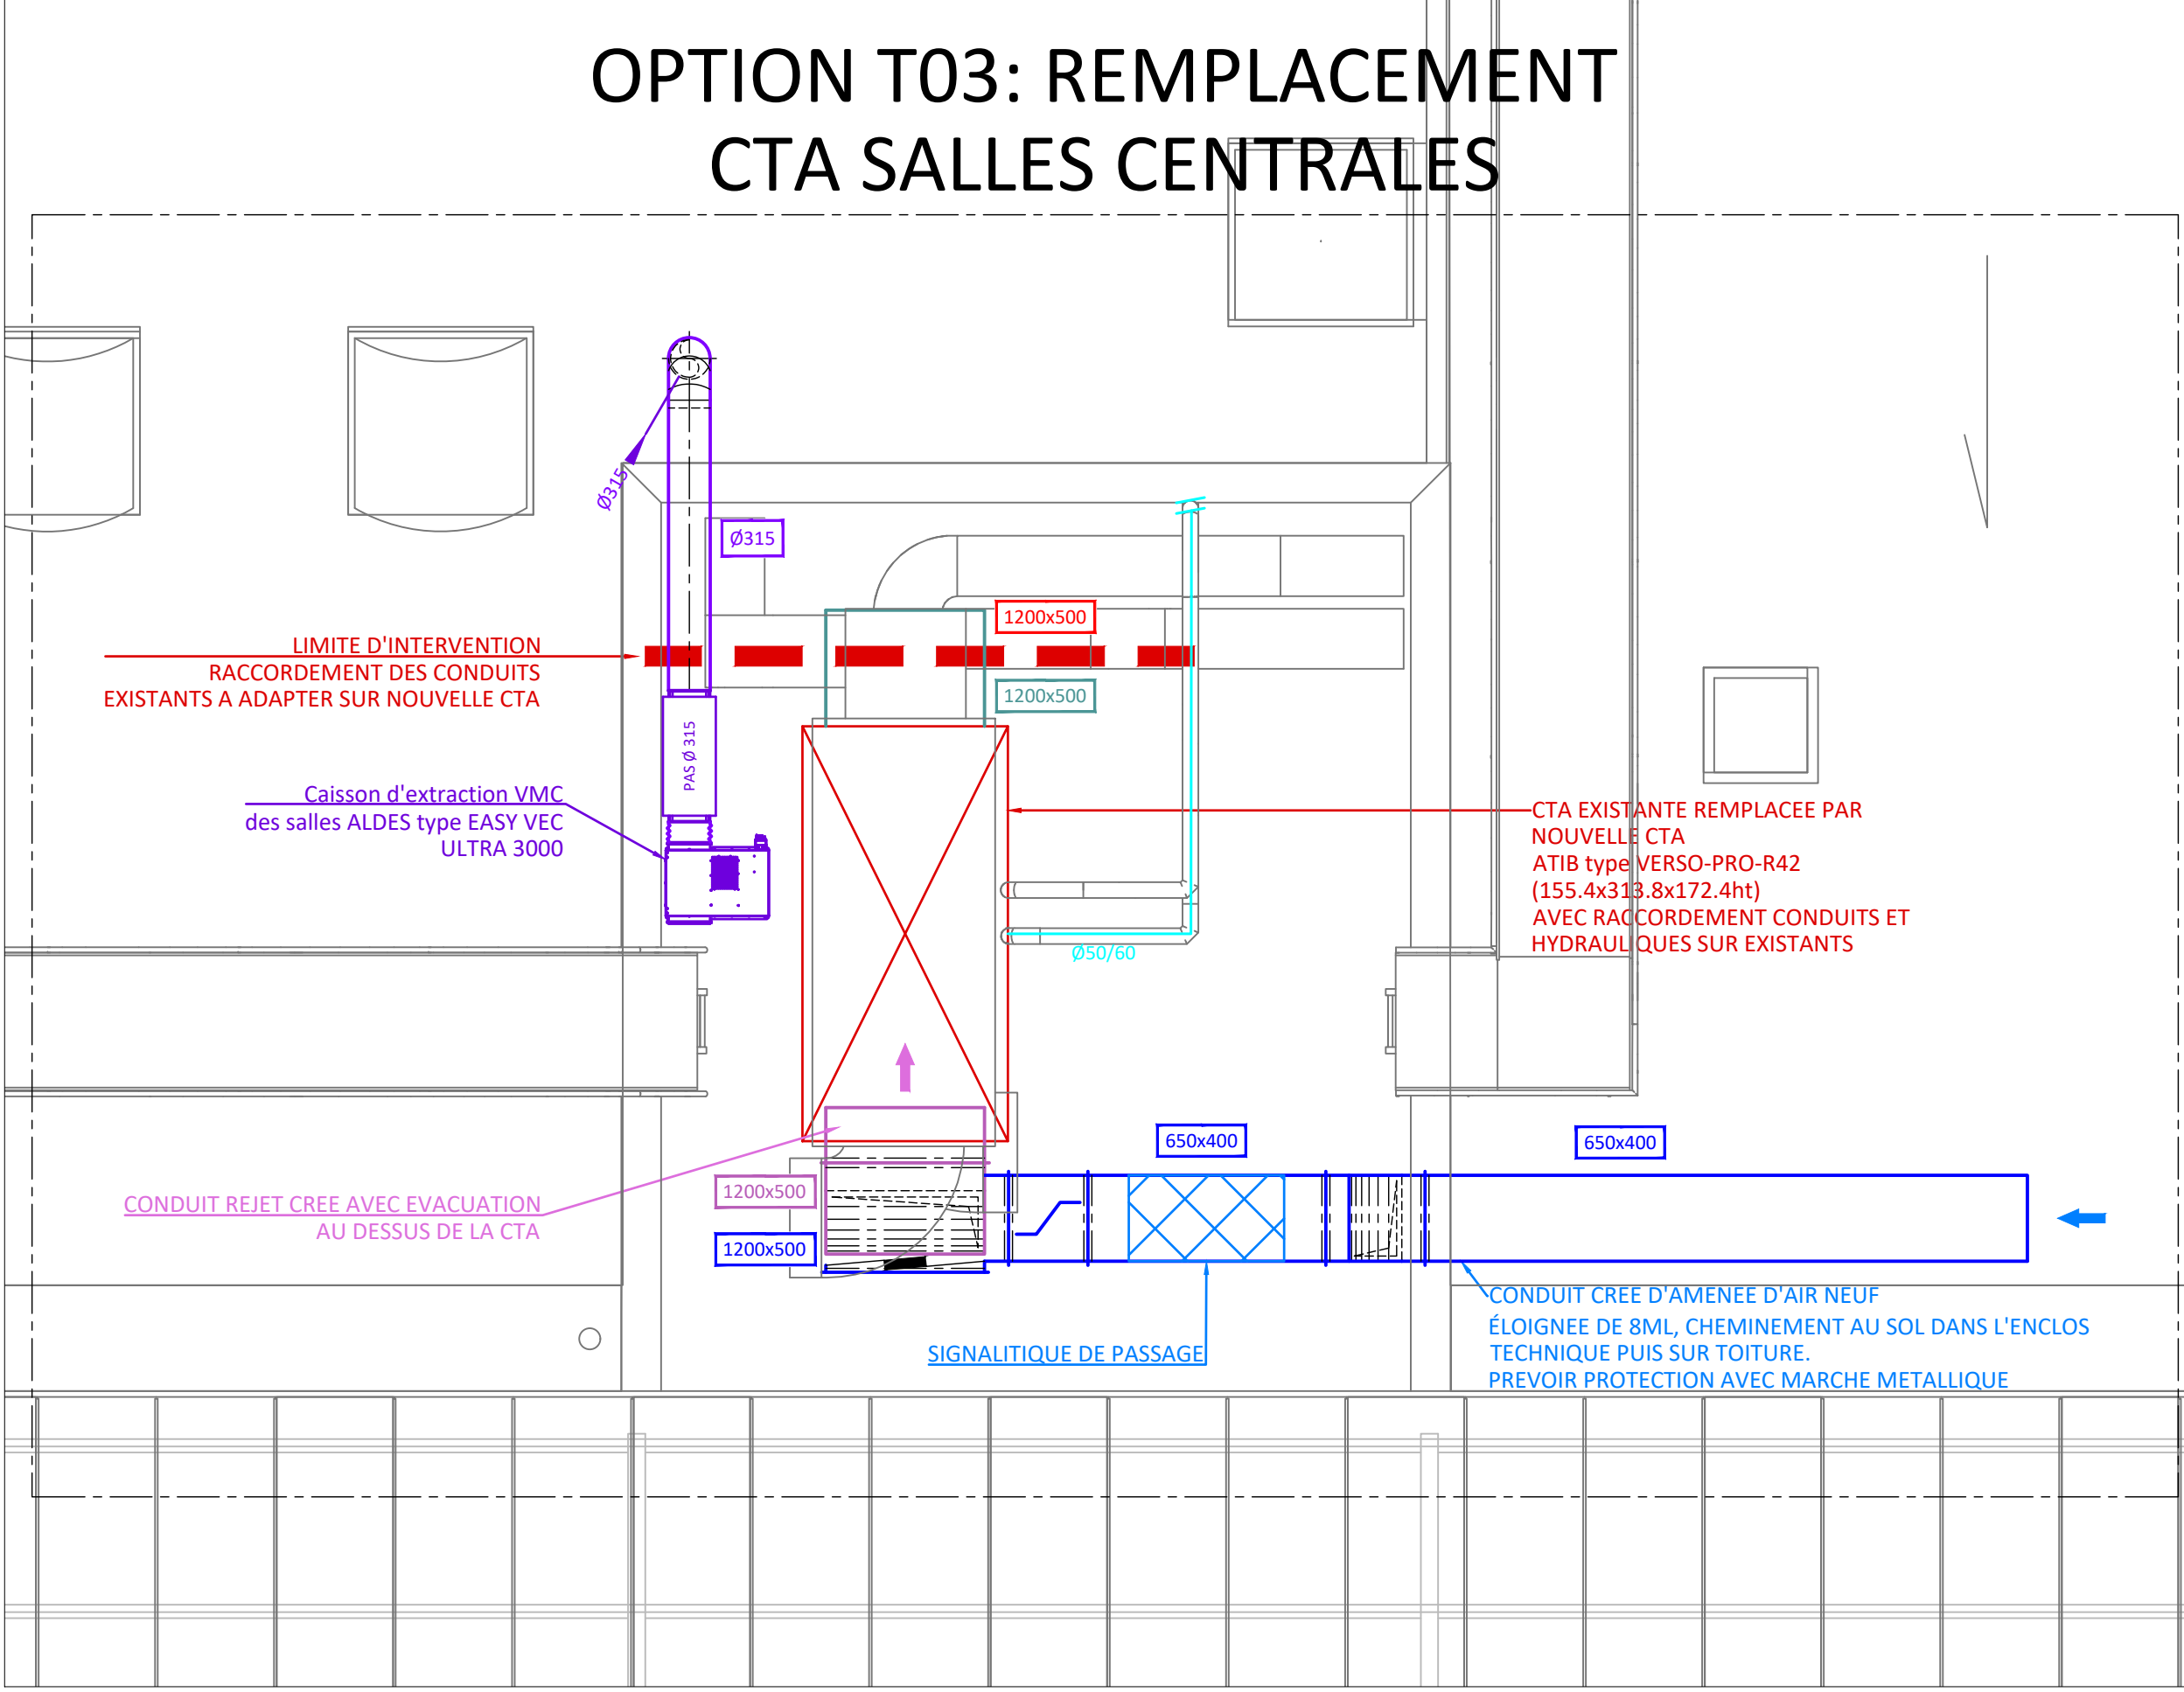 OPTION T03: REMPLACEMENT
CTA SALLES CENTRALES
Ø315
Ø315
LIMITE D'INTERVENTION
RACCORDEMENT DES CONDUITS
EXISTANTS A ADAPTER SUR NOUVELLE CTA
1200x500
1200x500
PAS Ø 315
Caisson d'extraction VMC
des salles ALDES type EASY VEC
ULTRA 3000
CTA EXISTANTE REMPLACEE PAR
NOUVELLE CTA
ATIB type VERSO-PRO-R42
(155.4x313.8x172.4ht)
AVEC RACCORDEMENT CONDUITS ET
HYDRAULIQUES SUR EXISTANTS
Ø50/60
650x400
650x400
1200x500
CONDUIT REJET CREE AVEC EVACUATION
AU DESSUS DE LA CTA
1200x500
CONDUIT CREE D'AMENEE D'AIR NEUF
ÉLOIGNEE DE 8ML, CHEMINEMENT AU SOL DANS L'ENCLOS
TECHNIQUE PUIS SUR TOITURE.
PREVOIR PROTECTION AVEC MARCHE METALLIQUE
SIGNALITIQUE DE PASSAGE